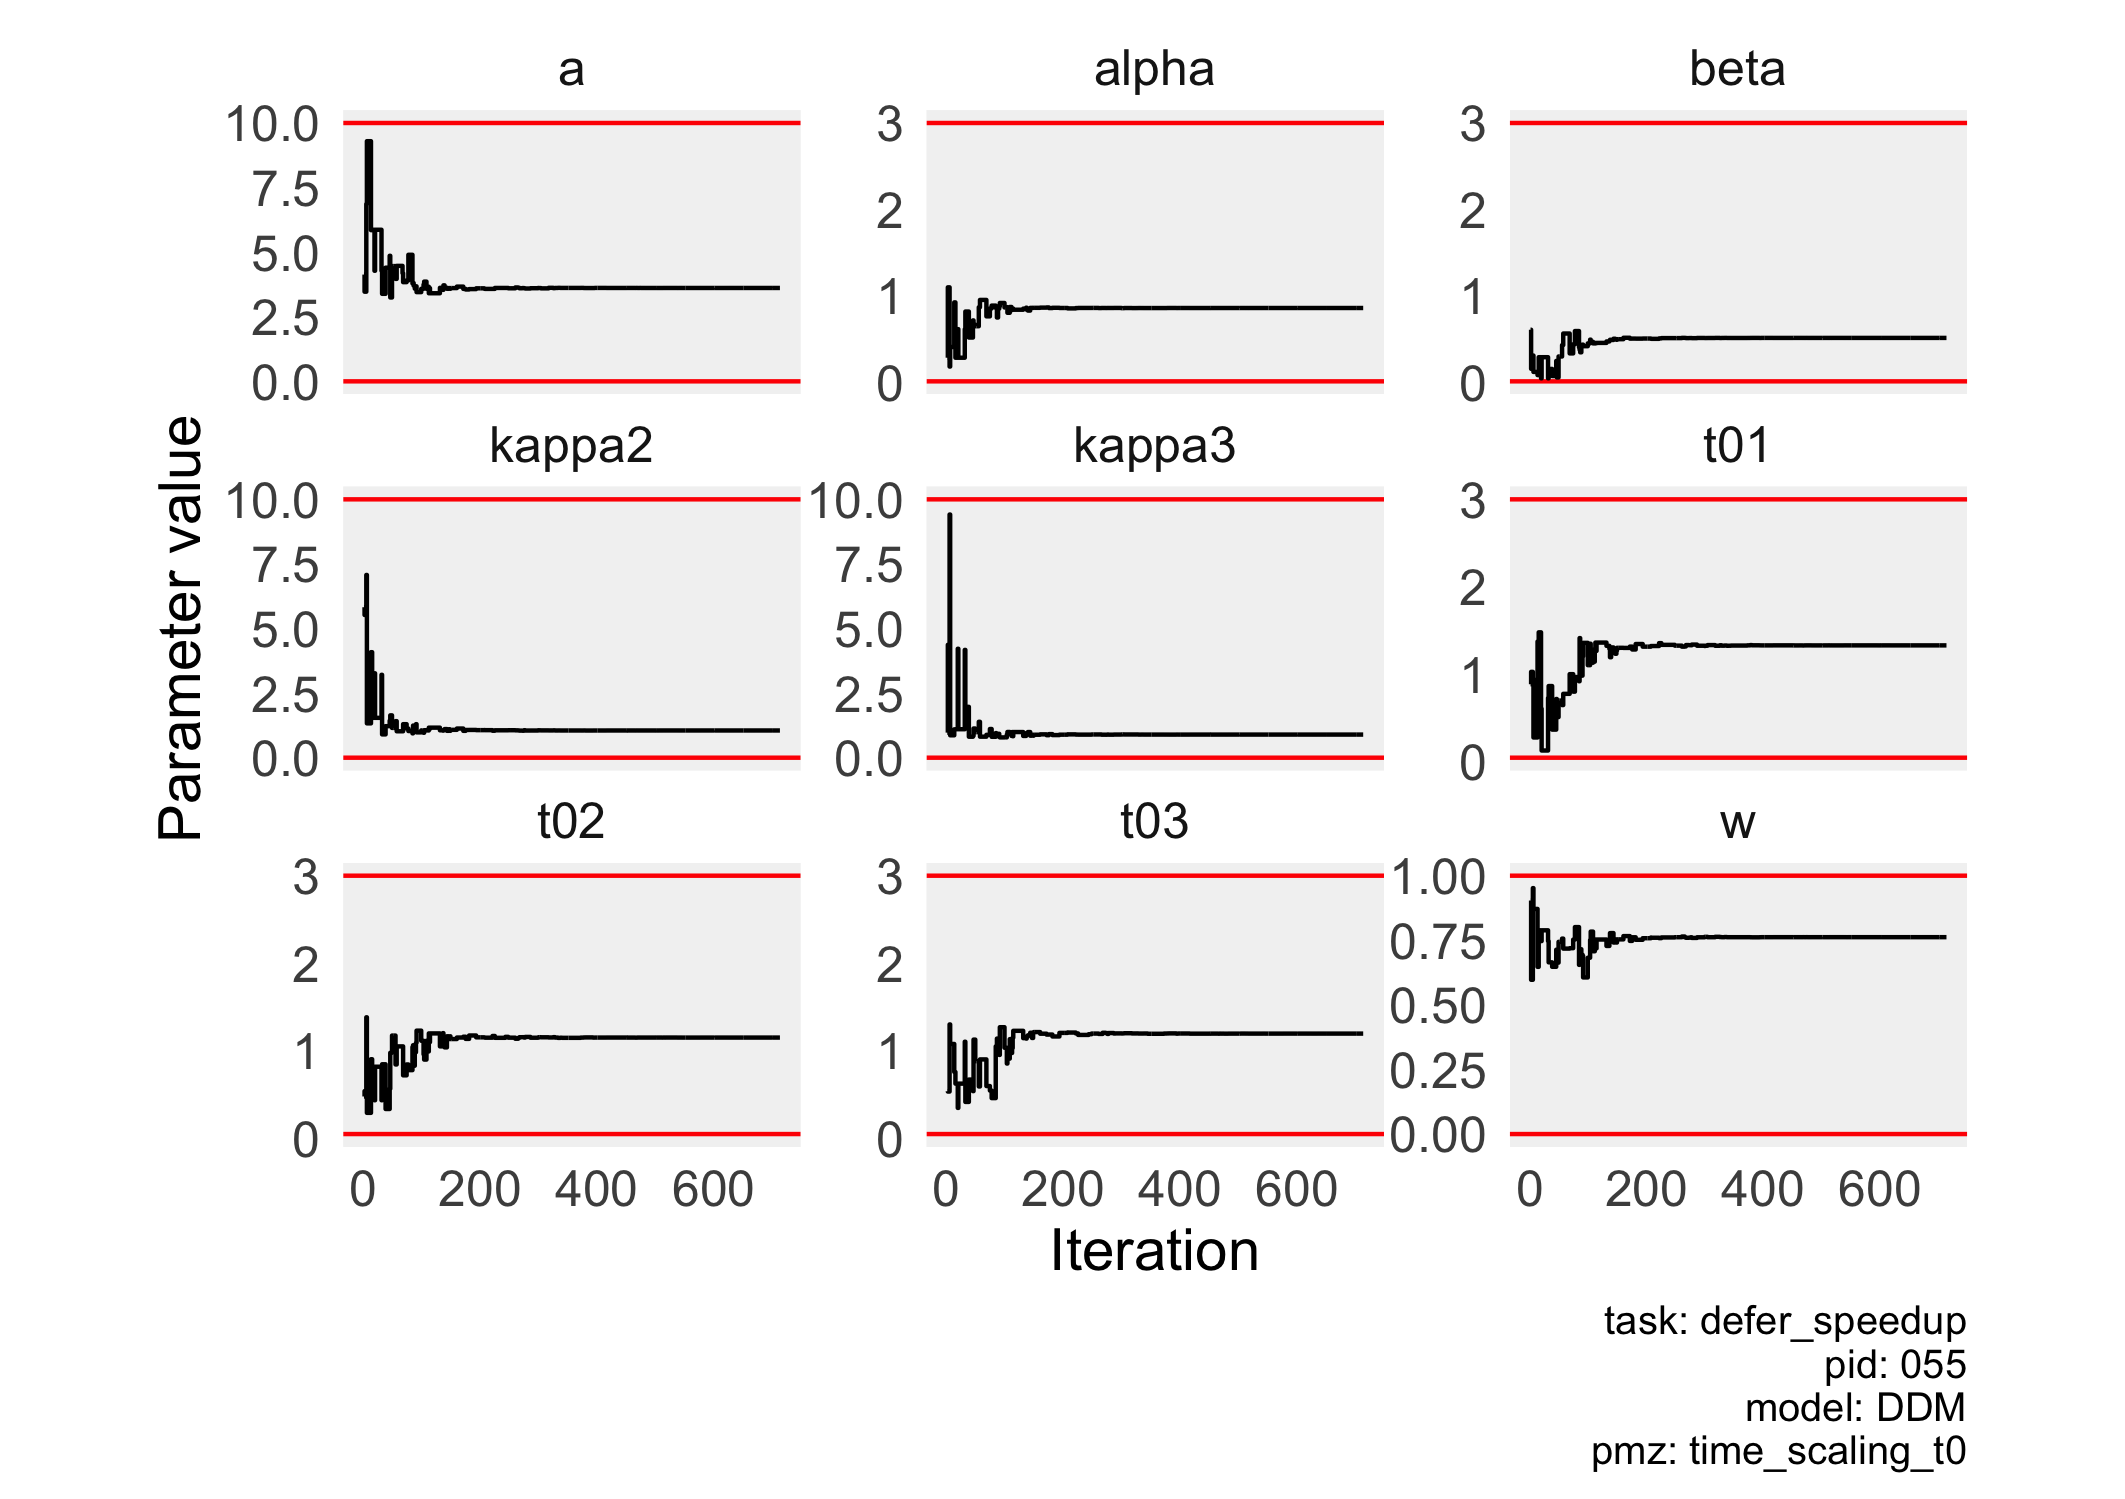 a
alpha
beta
10.0
7.5
5.0
2.5
0.0
3
2
1
0
3
2
1
0
kappa2
kappa3
t01
10.0
7.5
5.0
2.5
0.0
10.0
7.5
5.0
2.5
0.0
3
2
1
0
t02
t03
w
3
2
1
0
3
2
1
0
1.00
0.75
0.50
0.25
0.00
0 200 400 600
0 200 400 600
0 200 400 600
Parameter value
Iteration
task: defer_speedup
pid: 055
model: DDM
pmz: time_scaling_t0